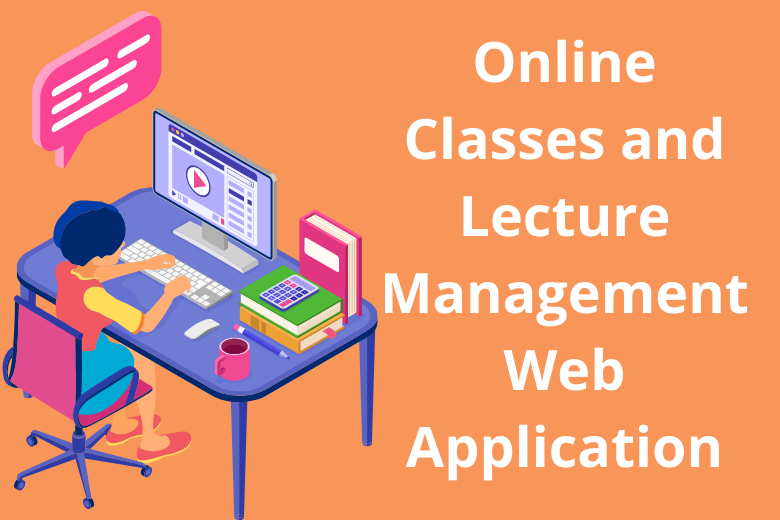 Online
Classes and
Lecture
Management
Web
Application